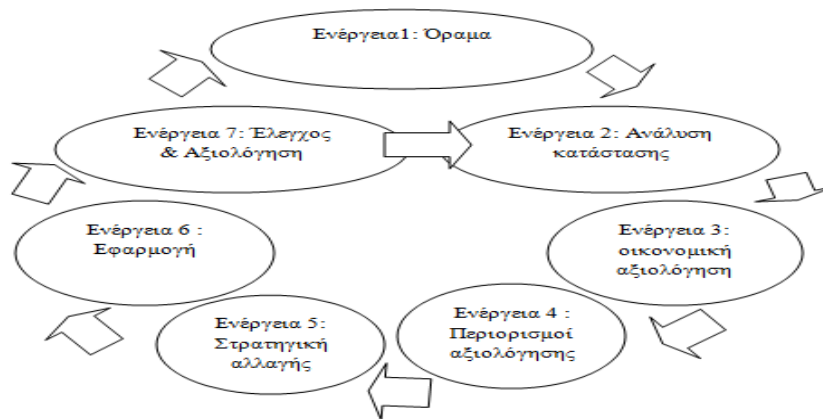 Ενέργεια1: Όραμα
Ενέργεια 7: Έλεγχος
& Αξιολόγηση
Ενέργεια 2: Ανάλυση
κατάστασης
Ενέργεια 6 :
Εφαρμογή
Ενέργεια 3:
οικονομική
αξιολόγηση
Ενέργεια 5:
Στρατηγική
αλλαγής
Ενέργεια 4 :
Περιορισμοί
αξιολόγησης